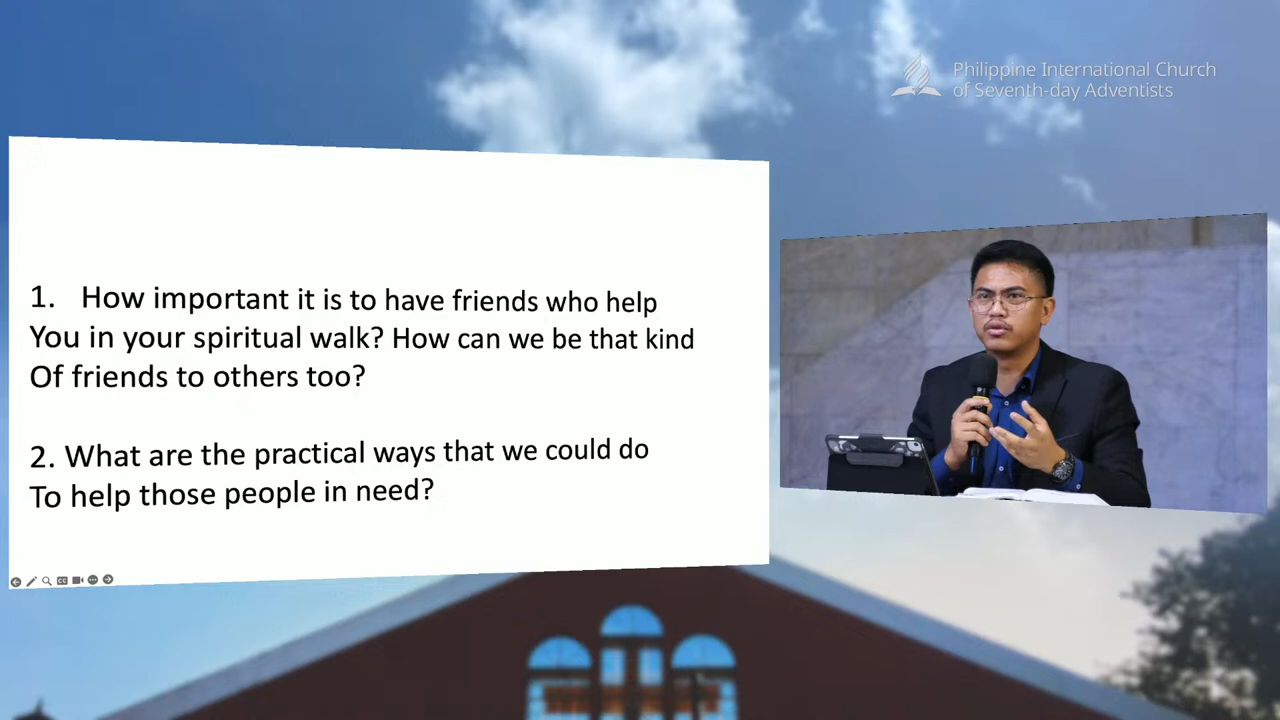 Philippine International Church
of Seventh-day Adventists
1. How important it is to have friends who help
You in your spiritual walk? How can we be that kind
Of friends to others too?
2. What are the practical ways that we could do
To help those people in need?